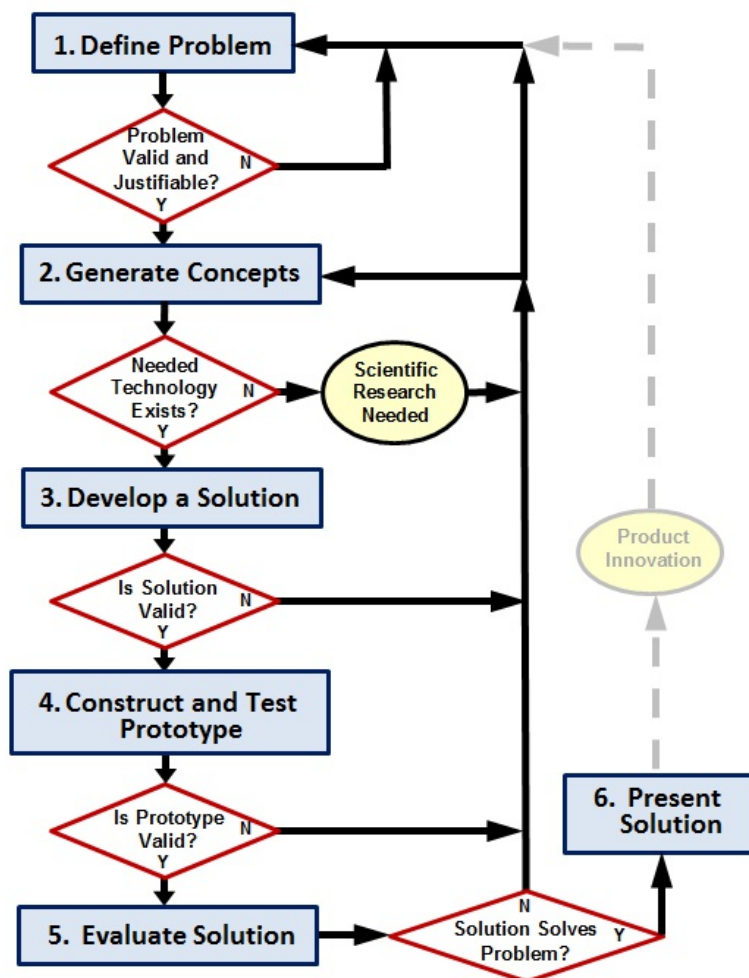 1. Define Problem
Problem
Valid and
Justifiable?
N
Y
2. Generate Concepts
Needed
Technology
Exists?
N
Y
Scientific
Research
Needed
3. Develop a Solution
Product
Innovation
Is Solution
Valid?
N
Y
4. Construct and Test
Prototype
Is Prototype
Valid?
N
Y
6. Present
Solution
5. Evaluate Solution
N
Solution Solves
Problem?
Y